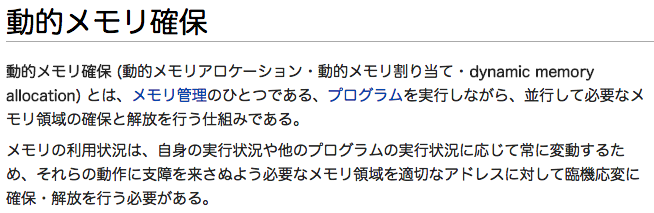 動的メモリ確保
動的メモリ確保 (動的メモリアロケーション・動的メモリ割り当て・dynamic memory
allocation) とは、メモリ管理のひとつである、プログラムを実行しながら、並行して必要なメ
モリ領域の確保と解放を行う仕組みである。
メモリの利用状況は、自身の実行状況や他のプログラムの実行状況に応じて常に変動するた
め、それらの動作に支障を来さぬよう必要なメモリ領域を適切なアドレスに対して臨機応変に
確保・解放を行う必要がある。